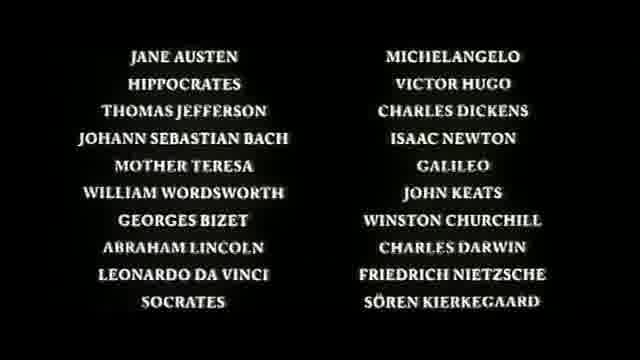 JANE AUSTEN
HIPPOCRATES
THOMAS JEFFERSON
JOHANN SEBASTIAN BACH
MOTHER TERESA
WILLIAM WORDSWORTH
GEORGES BIZET
ABRAHAM LINCOLN
LEONARDO DA VINCI
SOCRATES
MICHELANGELO
VICTOR HUGO
CHARLES DICKENS
ISAAC NEWTON
GALILEO
JOHN KEATS
WINSTON CHURCHILL
CHARLES DARWIN
FRIEDRICH NIETZSCHE
SÖREN KIERKEGAARD